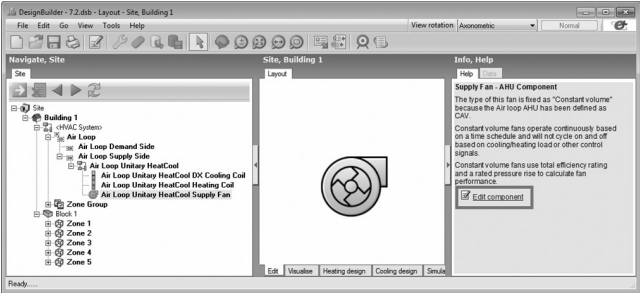 DesignBuilder - 7.2.dsb - Layout - Site, Building 1
File Edit Go View Tools Help
View rotation Axonometric Normal
Navigate, Site
Site
Site
Building 1
<HVAC System>
Air Loop
Air Loop Demand Side
Air Loop Supply Side
Air Loop Unitary HeatCool
Air Loop Unitary HeatCool DX Cooling Coil
Air Loop Unitary HeatCool Heating Coil
Air Loop Unitary HeatCool Supply Fan
Zone Group
Block 1
Zone 1
Zone 2
Zone 3
Zone 4
Zone 5
Site, Building 1
Layout
Edit Visualise Heating design Cooling design Simula
Info, Help
Help Data
Supply Fan - AHU Component
The type of this fan is fixed as "Constant volume"
because the Air loop AHU has been defined as
CAV.
Constant volume fans operate continuously based
on a time schedule and will not cycle on and off
based on cooling/heating load or other control
signals.
Constant volume fans use total efficiency rating
and a rated pressure rise to calculate fan
performance.
Edit component
Ready.....